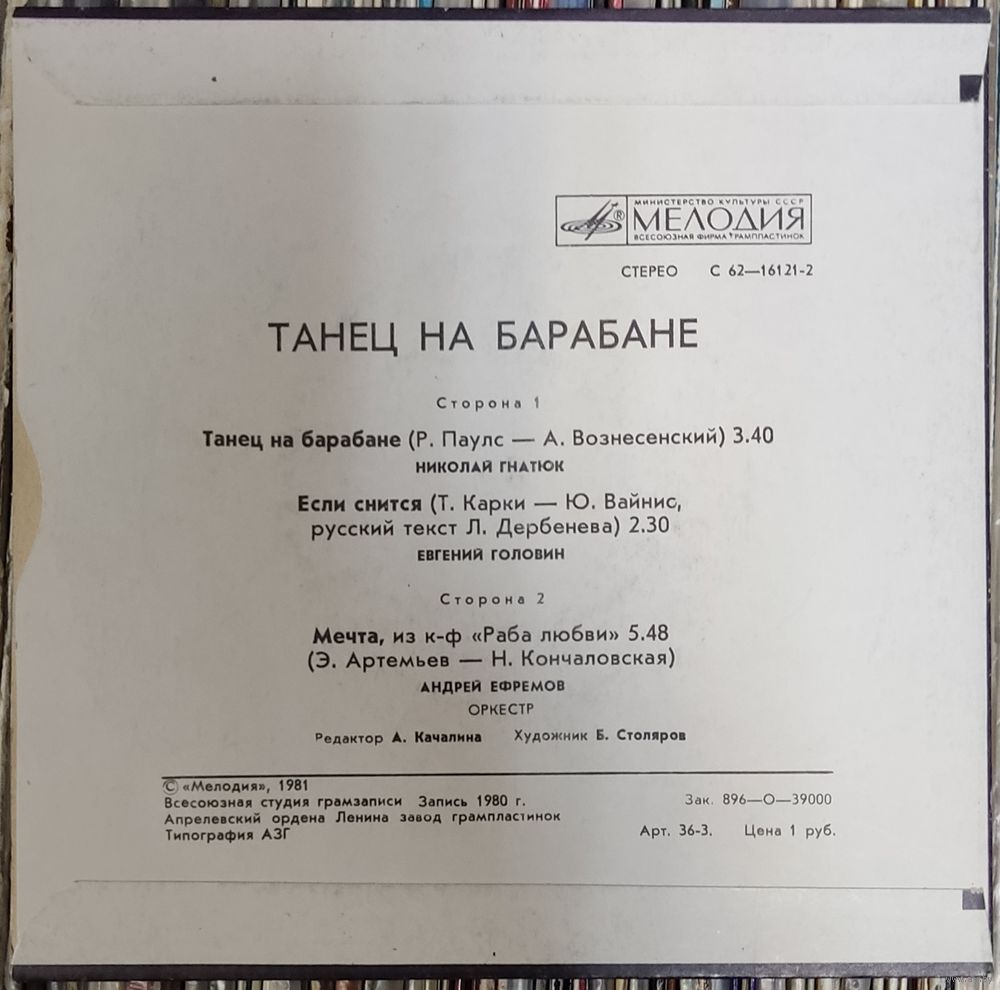 МИНИСТЕРСТВО КУЛЬТУРЫ СССР
® МЕЛОДИЯ
ВСЕСОЮЗНАЯ ФИРМА ГРАМПЛАСТИНОК
СТЕРЕО С 62—16121-2
ТАНЕЦ НА БАРАБАНЕ
Сторона 1
Танец на барабане (Р. Паулс — А. Вознесенский) 3.40
НИКОЛАЙ ГНАТЮК
Если снится (Т. Карки — Ю. Вайнио,
русский текст Л. Дербенева) 2.30
ЕВГЕНИЙ ГОЛОВИН
Сторона 2
Мечта, из к-ф «Раба любви» 5.48
(Э. Артемьев — Н. Кончаловская)
АНДРЕЙ ЕФРЕМОВ
ОРКЕСТР
Редактор А. Качалина Художник Б. Столяров
© «Мелодия», 1981
Всесоюзная студия грамзаписи Запись 1980 г.
Апрелевский ордена Ленина завод грампластинок
Типография АЗГ
Зак. 896—О—39000
Арт. 36-3. Цена 1 руб.